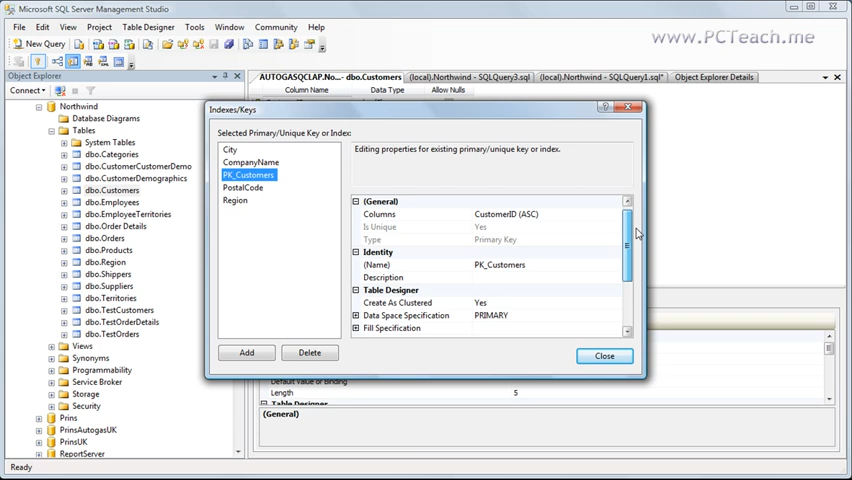 Microsoft SQL Server Management Studio
File Edit View Project Table Designer Tools Window Community Help
www.PCTeach.me
New Query
Object Explorer
AUTOGASQCLAP.No...- dbo.Customers (local).Northwind - SQLQuery3.sql (local).Northwind - SQLQuery1.sql* Object Explorer Details
Connect
Column Name Data Type Allow Nulls
Northwind
Database Diagrams
Tables
System Tables
dbo.Categories
dbo.CustomerCustomerDemo
dbo.CustomerDemographics
dbo.Customers
dbo.Employees
dbo.EmployeeTerritories
dbo.Order Details
dbo.Orders
dbo.Products
dbo.Region
dbo.Shippers
dbo.Suppliers
dbo.Territories
dbo.TestCustomers
dbo.TestOrderDetails
dbo.TestOrders
Views
Synonyms
Programmability
Service Broker
Storage
Security
Prins
PrinsAutogasUK
PrinsUK
ReportServer
Indexes/Keys
Selected Primary/Unique Key or Index:
City
CompanyName
PK_Customers
PostalCode
Region
Editing properties for existing primary/unique key or index.
(General)
Columns CustomerID (ASC)
Is Unique Yes
Type Primary Key
Identity
(Name) PK_Customers
Description
Table Designer
Create As Clustered Yes
Data Space Specification PRIMARY
Fill Specification
Add Delete Close
Default Value or Binding
Length 5
Table Designer
(General)
Ready